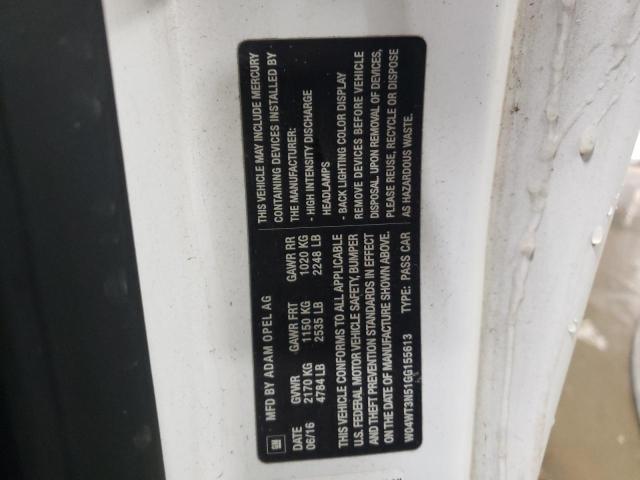 GM
MFD BY ADAM OPEL AG
DATE GVWR GAWR FRT GAWR RR
06/16 2170 KG 1150 KG 1020 KG
4784 LB 2535 LB 2248 LB
THIS VEHICLE CONFORMS TO ALL APPLICABLE
U.S. FEDERAL MOTOR VEHICLE SAFETY, BUMPER
AND THEFT PREVENTION STANDARDS IN EFFECT
ON THE DATE OF MANUFACTURE SHOWN ABOVE.
W04WT3N51GG155613 TYPE: PASS CAR
THIS VEHICLE MAY INCLUDE MERCURY
CONTAINING DEVICES INSTALLED BY
THE MANUFACTURER:
- HIGH INTENSITY DISCHARGE
HEADLAMPS
- BACK LIGHTING COLOR DISPLAY
REMOVE DEVICES BEFORE VEHICLE
DISPOSAL. UPON REMOVAL OF DEVICES,
PLEASE REUSE, RECYCLE OR DISPOSE
AS HAZARDOUS WASTE.